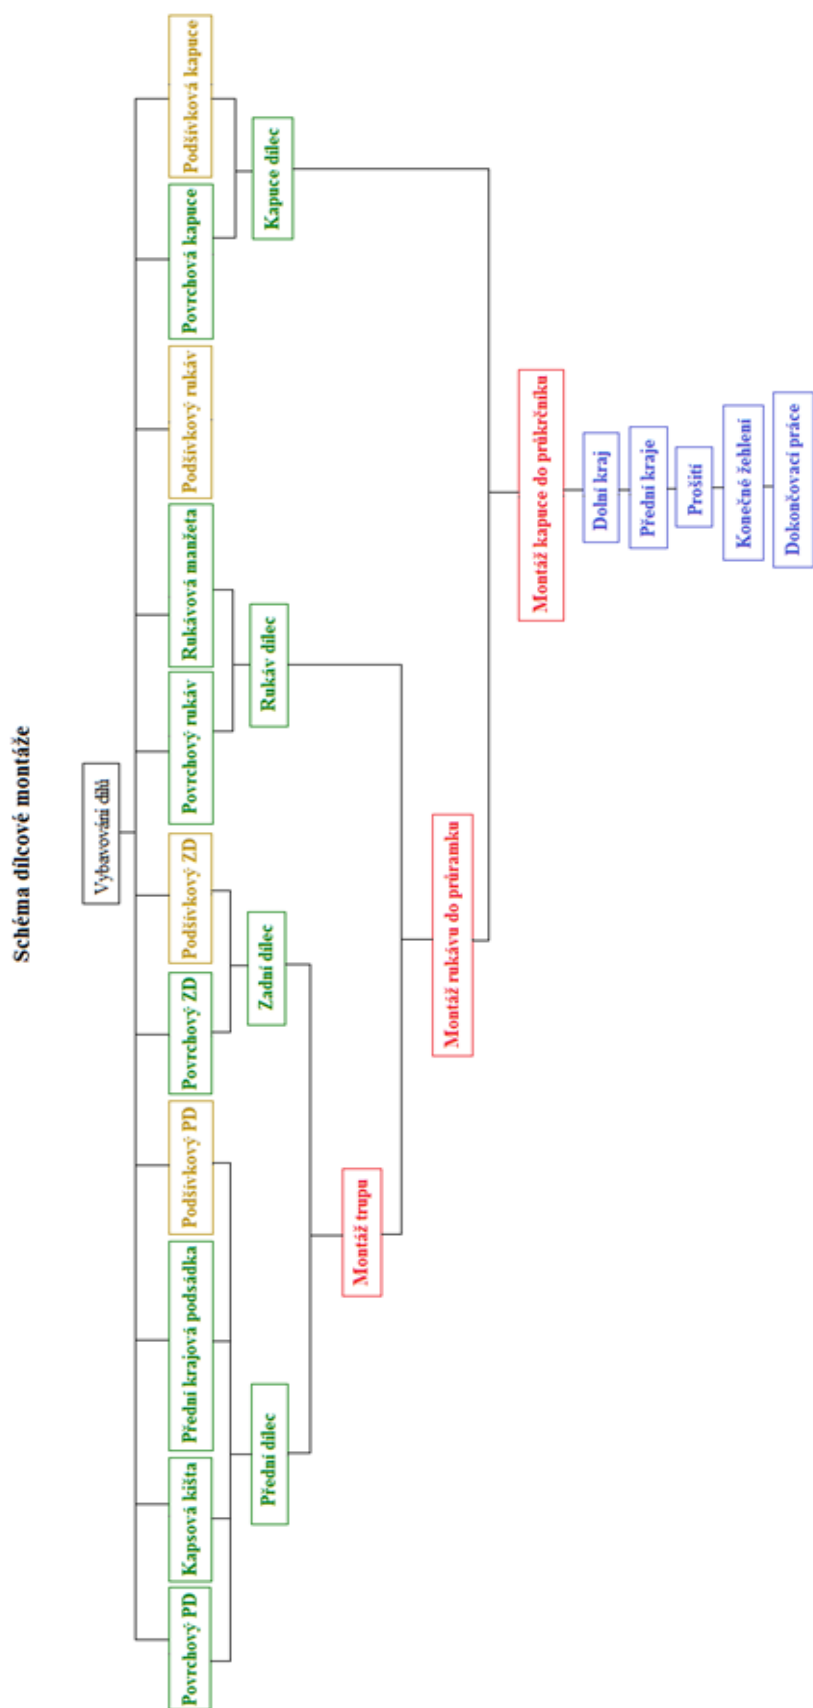 Schéma dílcové montáže
Vybavování dílů
Povrchový PD
Kapsová kišta
Přední krajová podsádka
Podšívkový PD
Povrchový ZD
Podšívkový ZD
Povrchový rukáv
Rukávová manžeta
Podšívkový rukáv
Povrchová kapuce
Podšívková kapuce
Přední dílec
Zadní dílec
Rukáv dílec
Kapuce dílec
Montáž trupu
Montáž rukávu do průramku
Montáž kapuce do průkrčníku
Dolní kraj
Přední kraje
Prošití
Konečné žehlení
Dokončovací práce